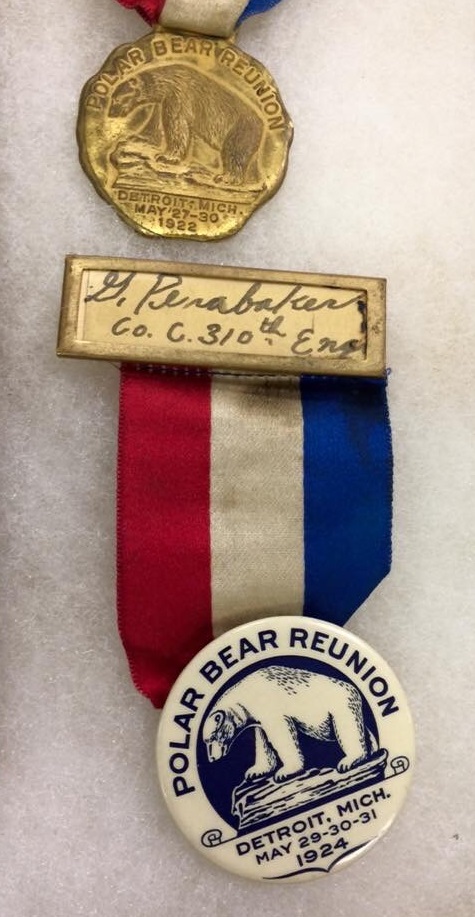 POLAR BEAR REUNION
DETROIT, MICH.
MAY 27-30
1922
G. Penabaker
Co. C. 310th Eng
POLAR BEAR REUNION
DETROIT, MICH.
MAY 29-30-31
1924